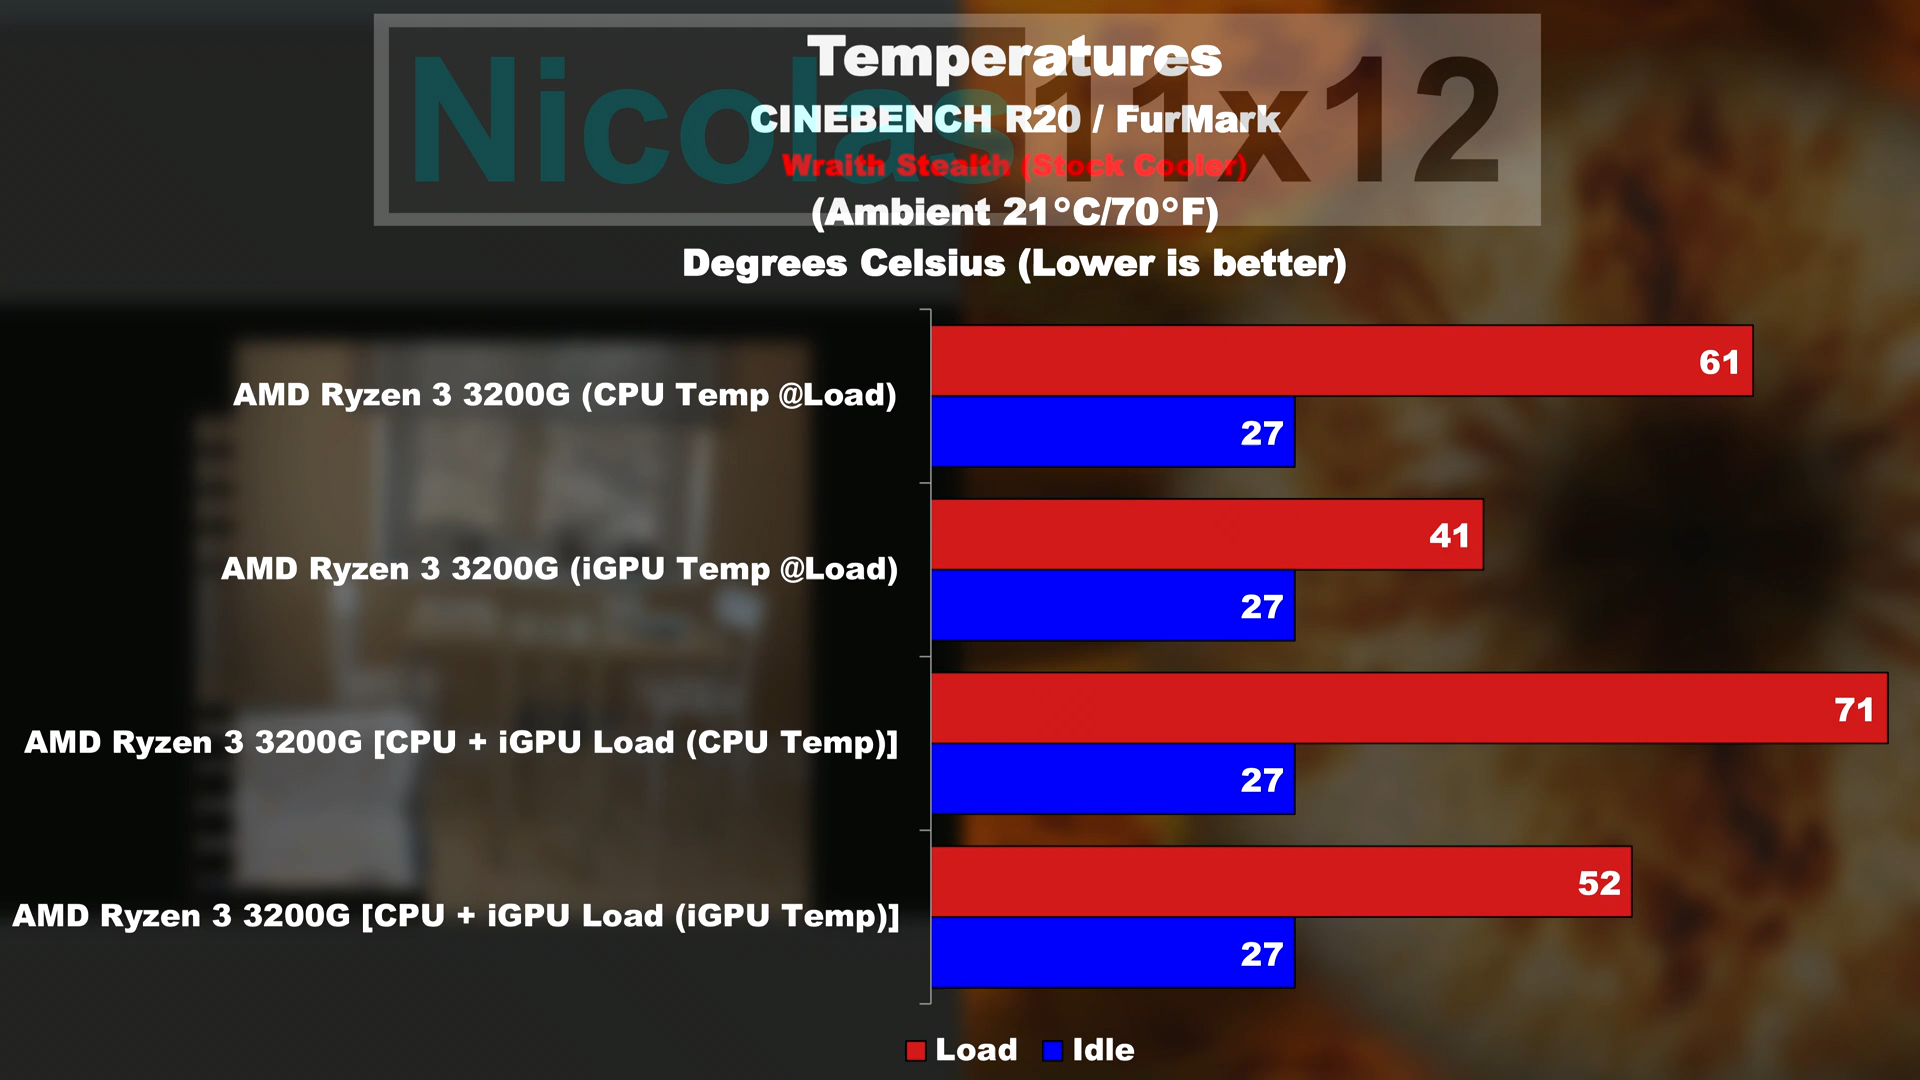 Nicolas11x12
Temperatures
CINEBENCH R20 / FurMark
Wraith Stealth (Stock Cooler)
(Ambient 21°C/70°F)
Degrees Celsius (Lower is better)
AMD Ryzen 3 3200G (CPU Temp @Load)
61
27
AMD Ryzen 3 3200G (iGPU Temp @Load)
41
27
AMD Ryzen 3 3200G [CPU + iGPU Load (CPU Temp)]
71
27
AMD Ryzen 3 3200G [CPU + iGPU Load (iGPU Temp)]
52
27
Load Idle